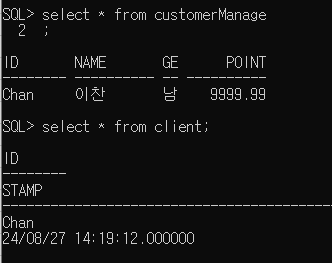 SQL> select * from customerManage
  2  ;
ID       NAME       GE      POINT
-------- ---------- -- ----------
Chan     이찬       남    9999.99
SQL> select * from client;
ID
--------
STAMP
---------------------------------------------------------------------------
Chan
24/08/27 14:19:12.000000